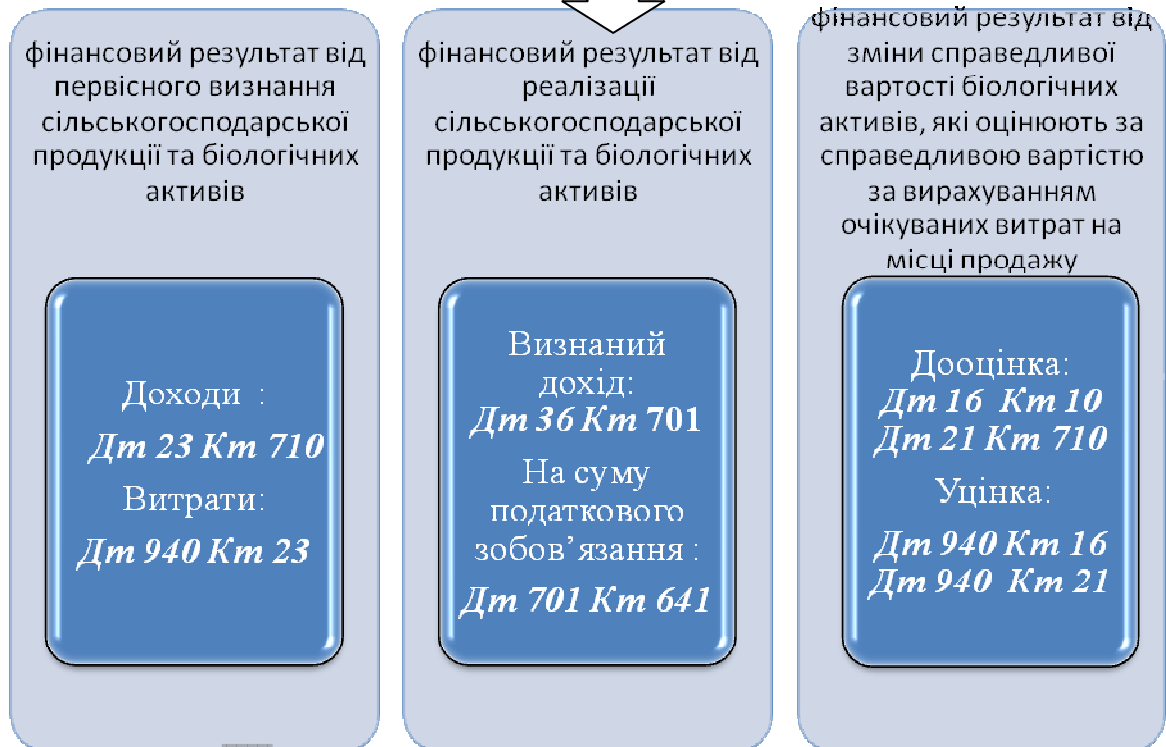 фінансовий результат від
первісного визнання
сільськогосподарської
продукції та біологічних
активів
Доходи :
Дт 23 Кт 710
Витрати:
Дт 940 Кт 23
фінансовий результат від
реалізації
сільськогосподарської
продукції та біологічних
активів
Визнаний
дохід:
Дт 36 Кт 701
На суму
податкового
зобов’язання :
Дт 701 Кт 641
фінансовий результат від
зміни справедливої
вартості біологічних
активів, які оцінюють за
справедливою вартістю
за вирахуванням
очікуваних витрат на
місці продажу
Дооцінка:
Дт 16 Кт 10
Дт 21 Кт 710
Уцінка:
Дт 940 Кт 16
Дт 940 Кт 21